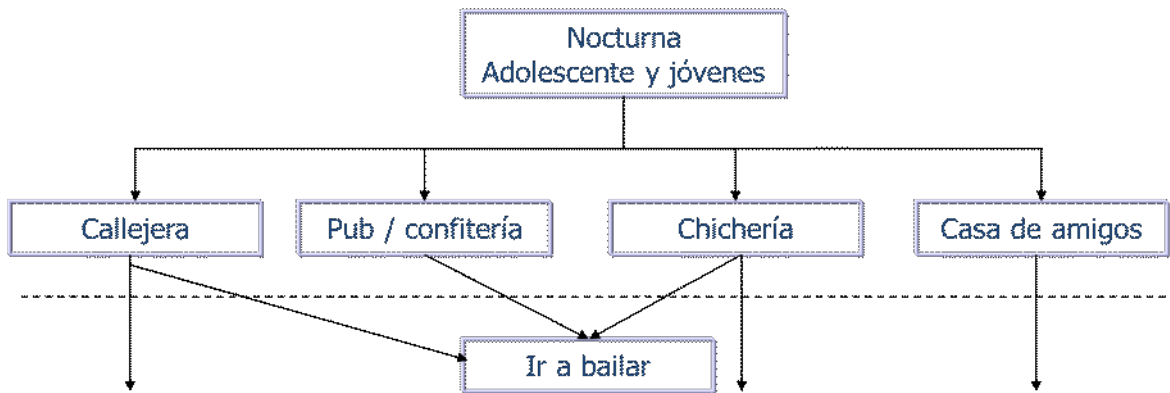 Nocturna
Adolescente y jóvenes
Callejera
Pub / confitería
Chichería
Casa de amigos
Ir a bailar